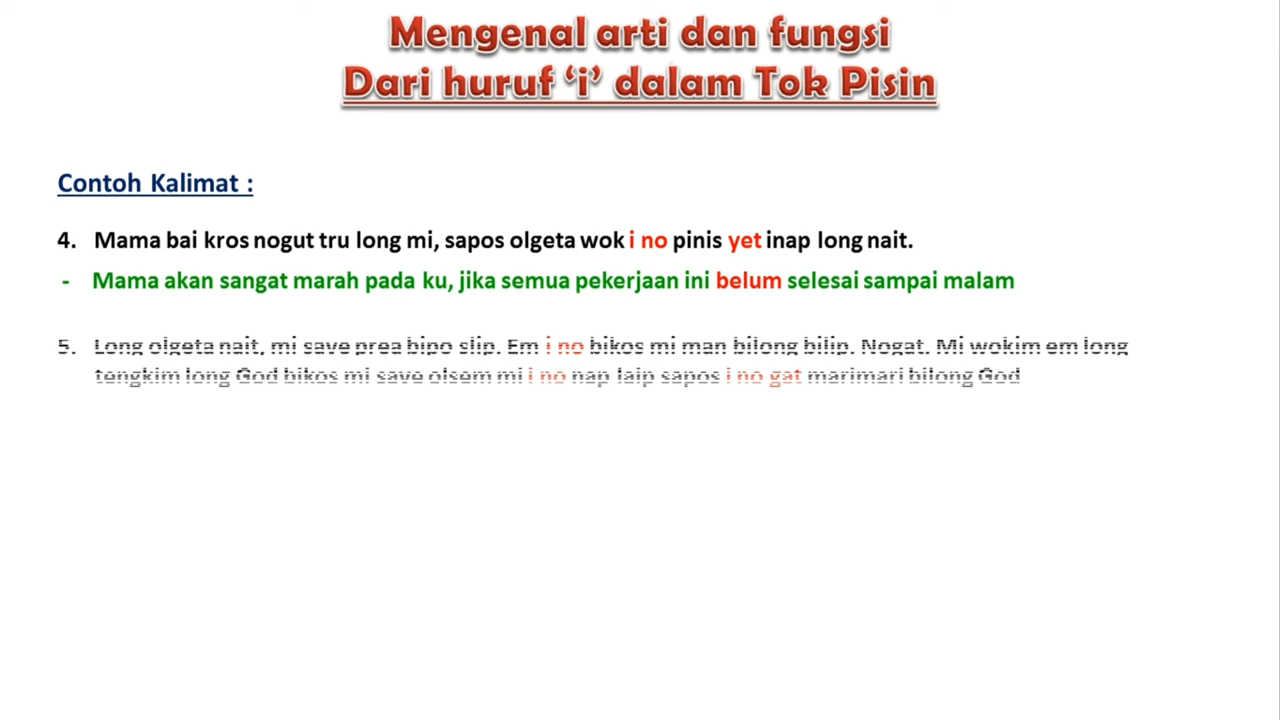 Mengenal arti dan fungsi
Dari huruf ‘i’ dalam Tok Pisin
Contoh Kalimat :
4. Mama bai kros nogut tru long mi, sapos olgeta wok i no pinis yet inap long nait.
- Mama akan sangat marah pada ku, jika semua pekerjaan ini belum selesai sampai malam
5. Long olgeta nait, mi save prea bipo slip. Em i no bikos mi man bilong bilip. Nogat. Mi wokim em long
tengkim long God bikos mi save olsem mi i no nap laip sapos i no gat marimari bilong God